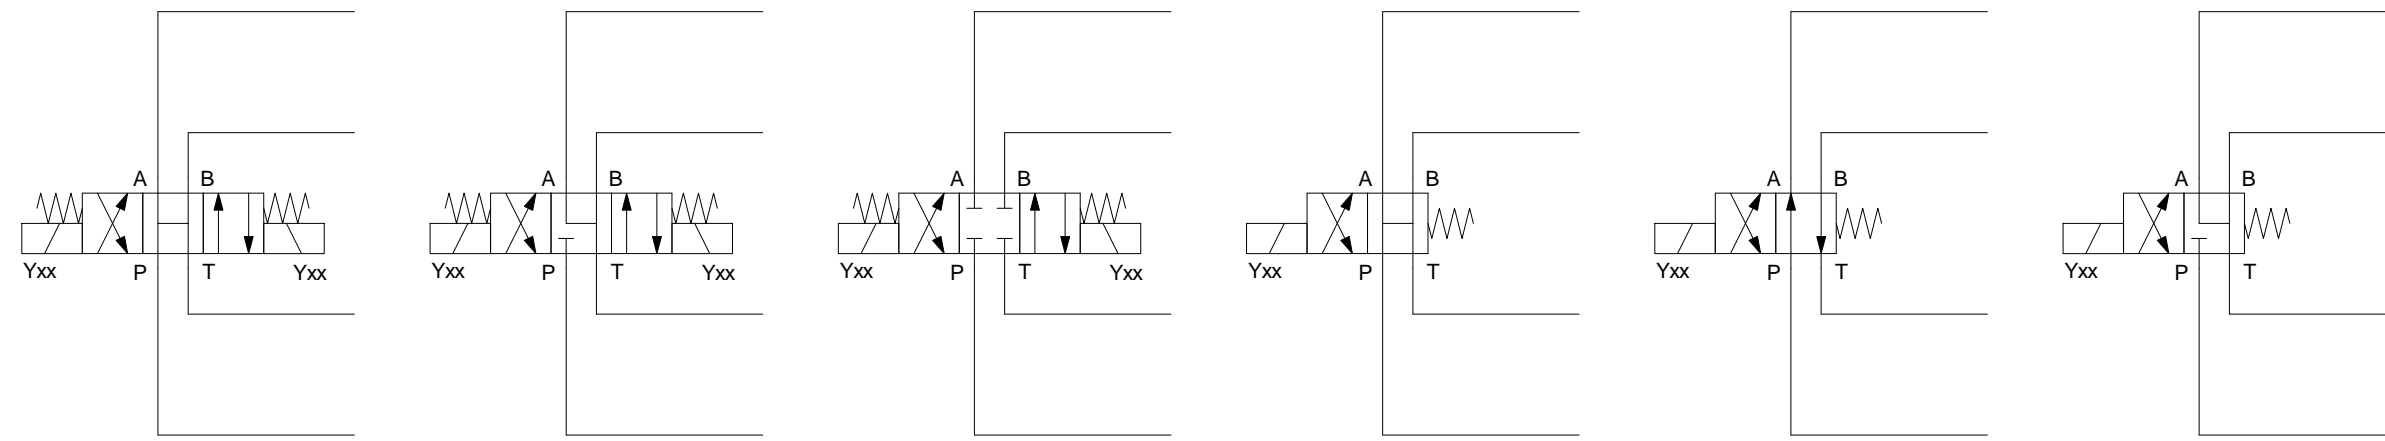 A B A B A B A B A B A B
Yxx P T Yxx Yxx P T Yxx Yxx P T Yxx Yxx P T Yxx P T Yxx P T